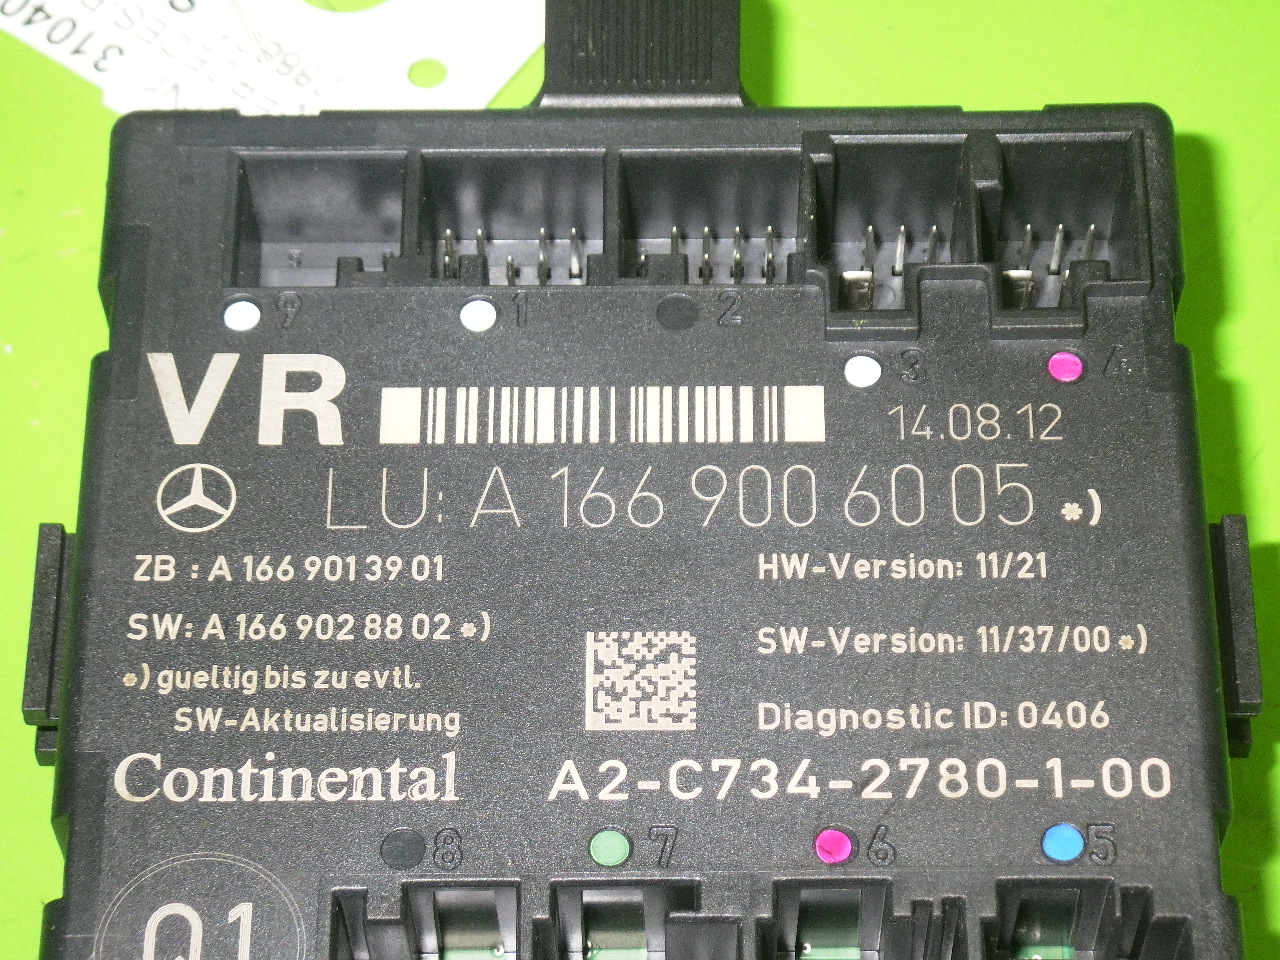 31040
9
1
2
3
4
VR
14.08.12
LU: A 166 900 60 05 *)
ZB : A 166 901 39 01
HW-Version: 11/21
SW: A 166 902 88 02 *)
SW-Version: 11/37/00 *)
*) gueltig bis zu evtl.
SW-Aktualisierung
Diagnostic ID: 0406
Continental
A2-C734-2780-1-00
8
7
6
5
Q1